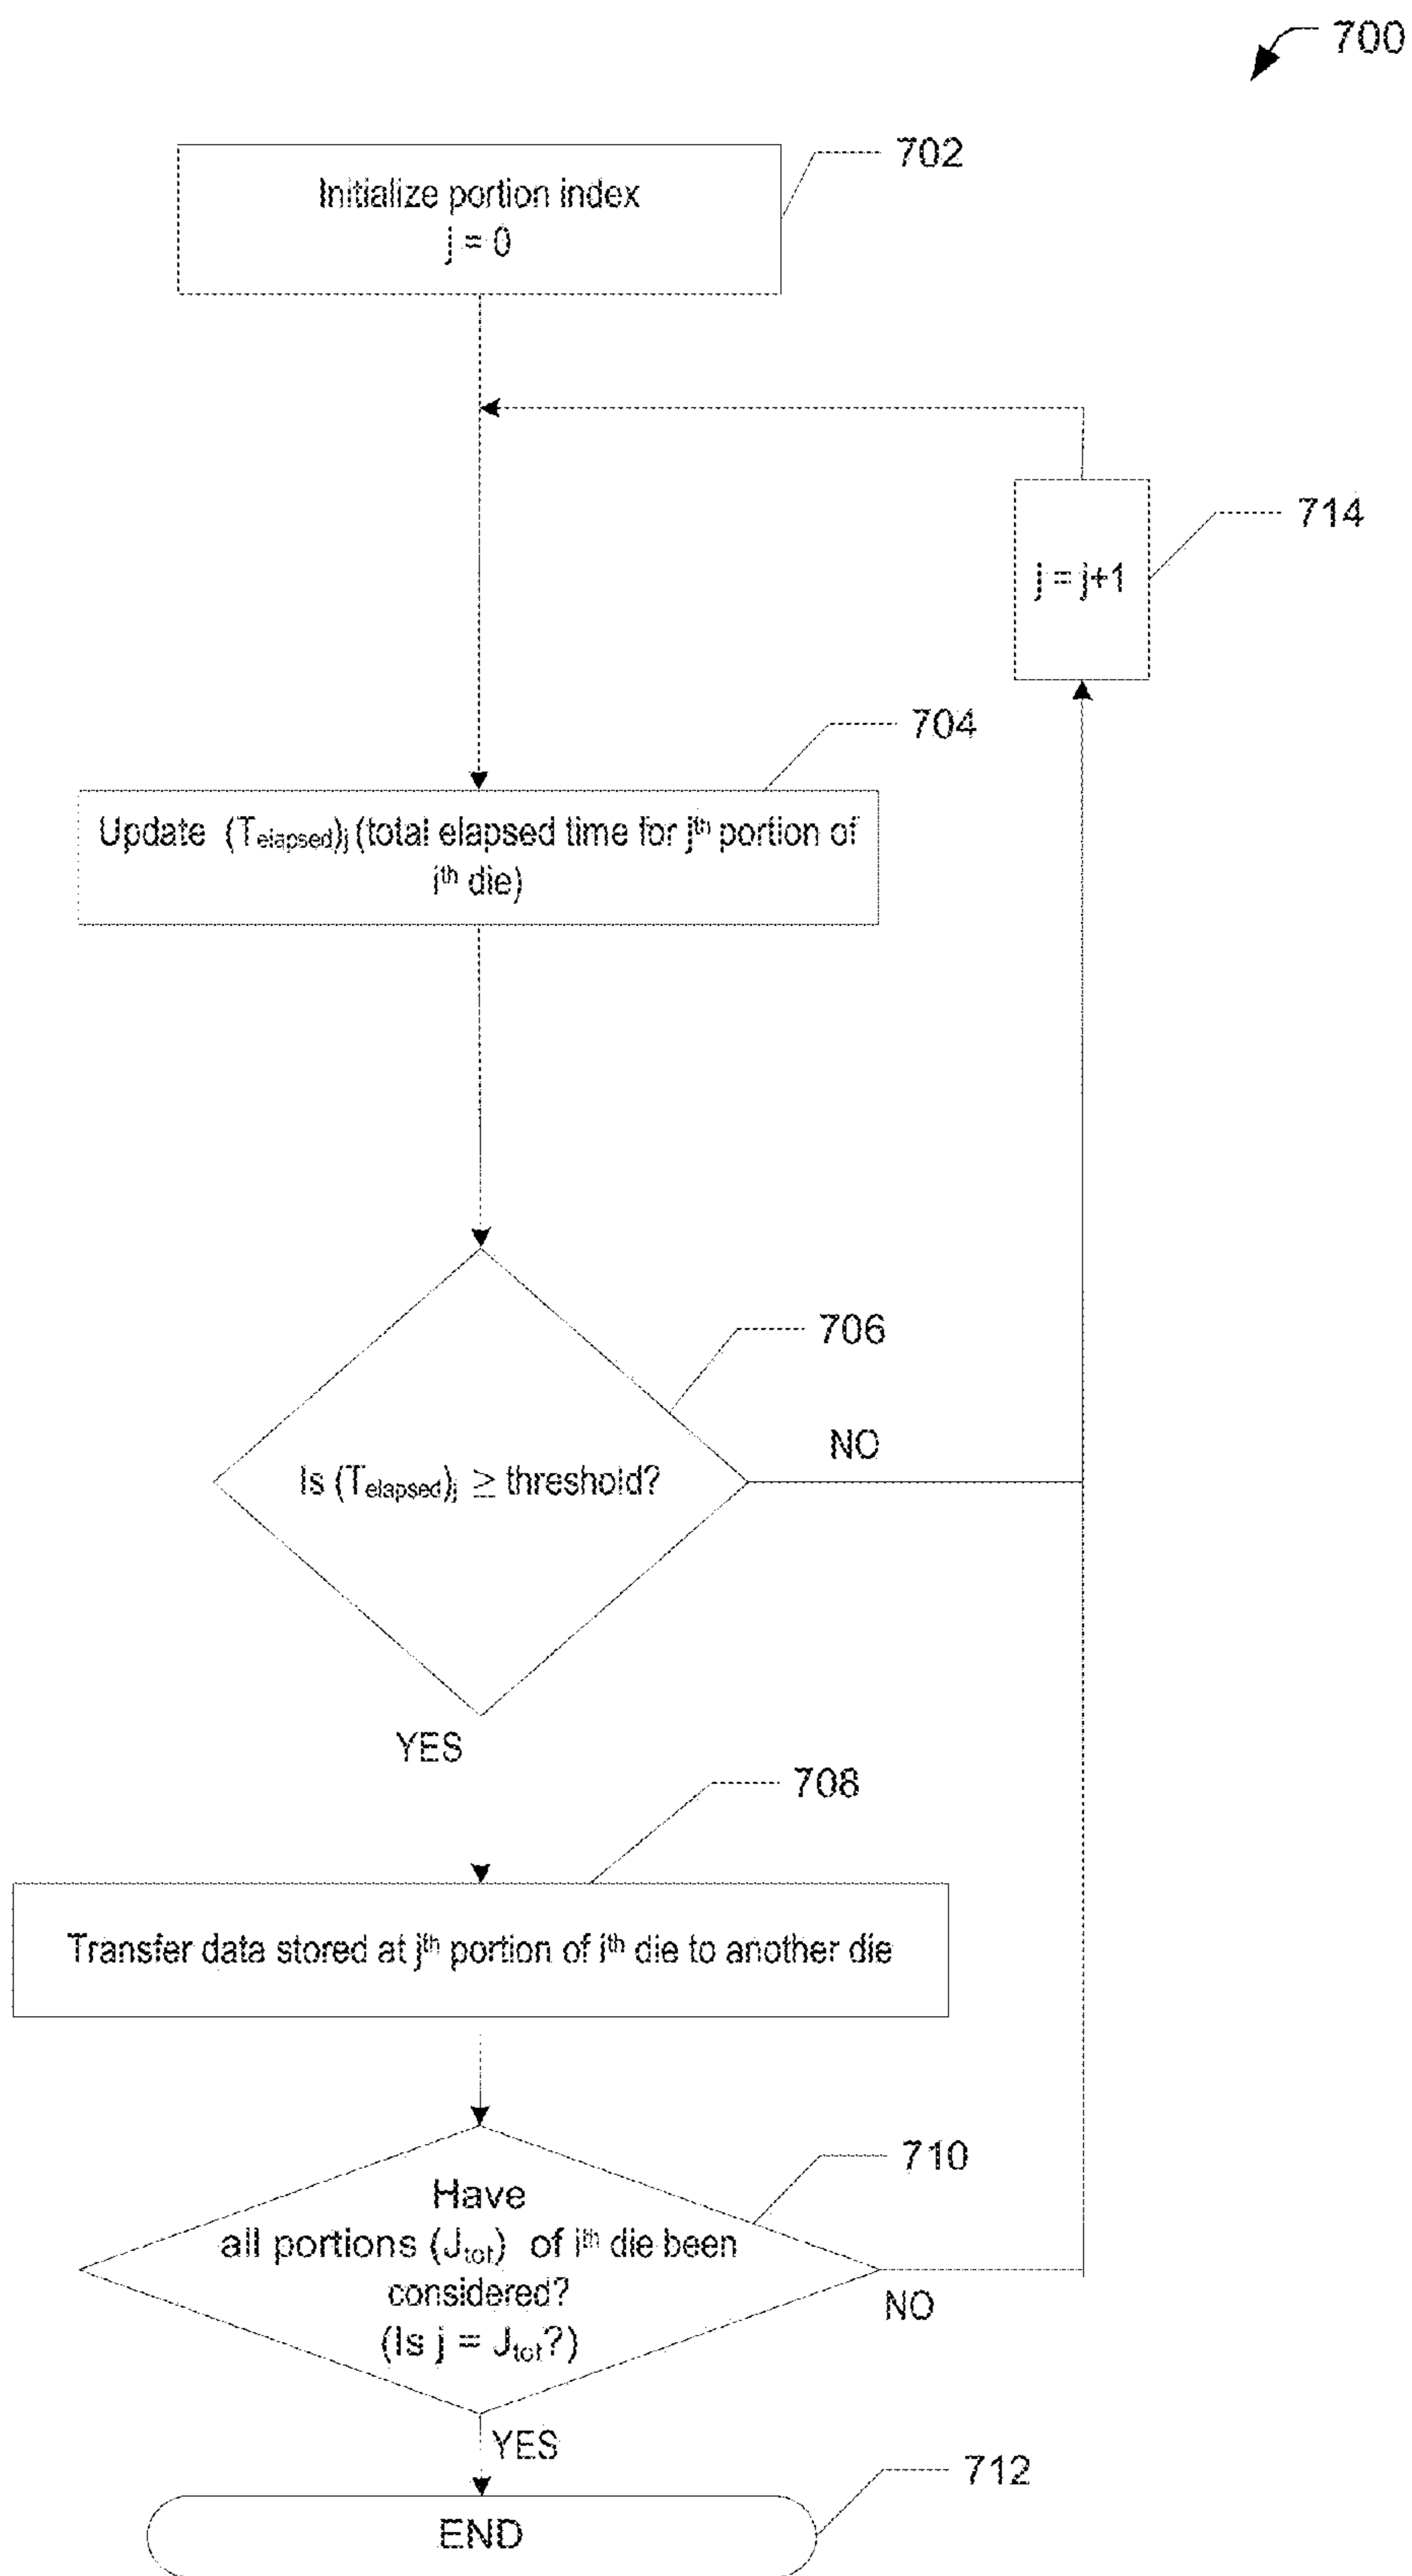 700
702
Initialize portion index
j = 0
714
j = j+1
704
Update (Telapsed)j (total elapsed time for jth portion of
ith die)
706
NO
Is (Telapsed)j ≥ threshold?
YES
708
Transfer data stored at jth portion of ith die to another die
710
Have
all portions (Jtot) of ith die been
considered?
(Is j = Jtot?)
NO
YES
712
END